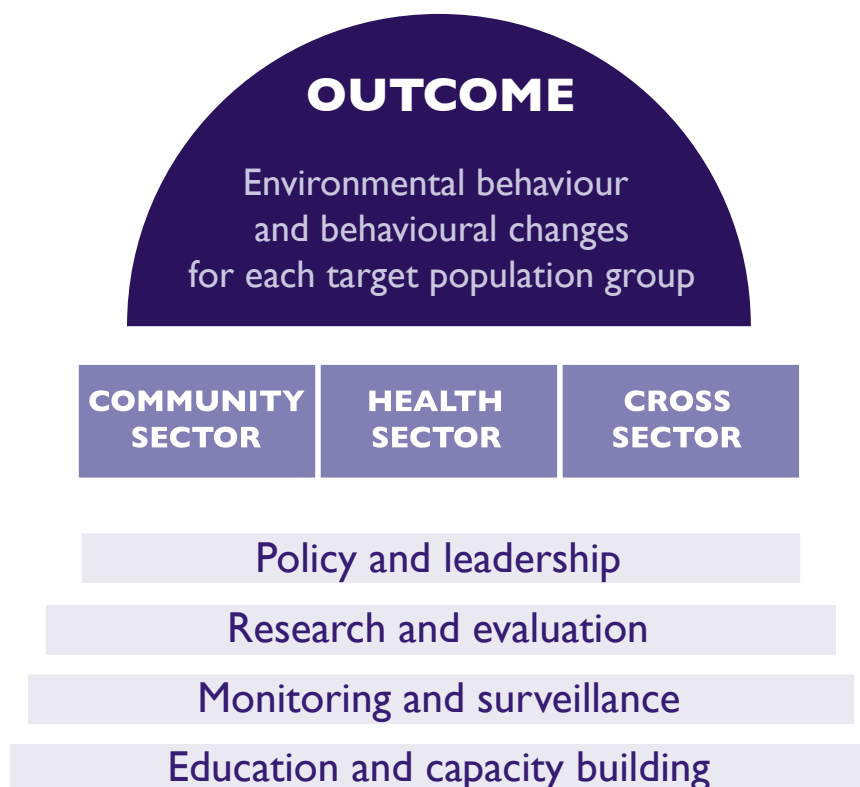 OUTCOME
Environmental behaviour
and behavioural changes
for each target population group
COMMUNITY
SECTOR
HEALTH
SECTOR
CROSS
SECTOR
Policy and leadership
Research and evaluation
Monitoring and surveillance
Education and capacity building